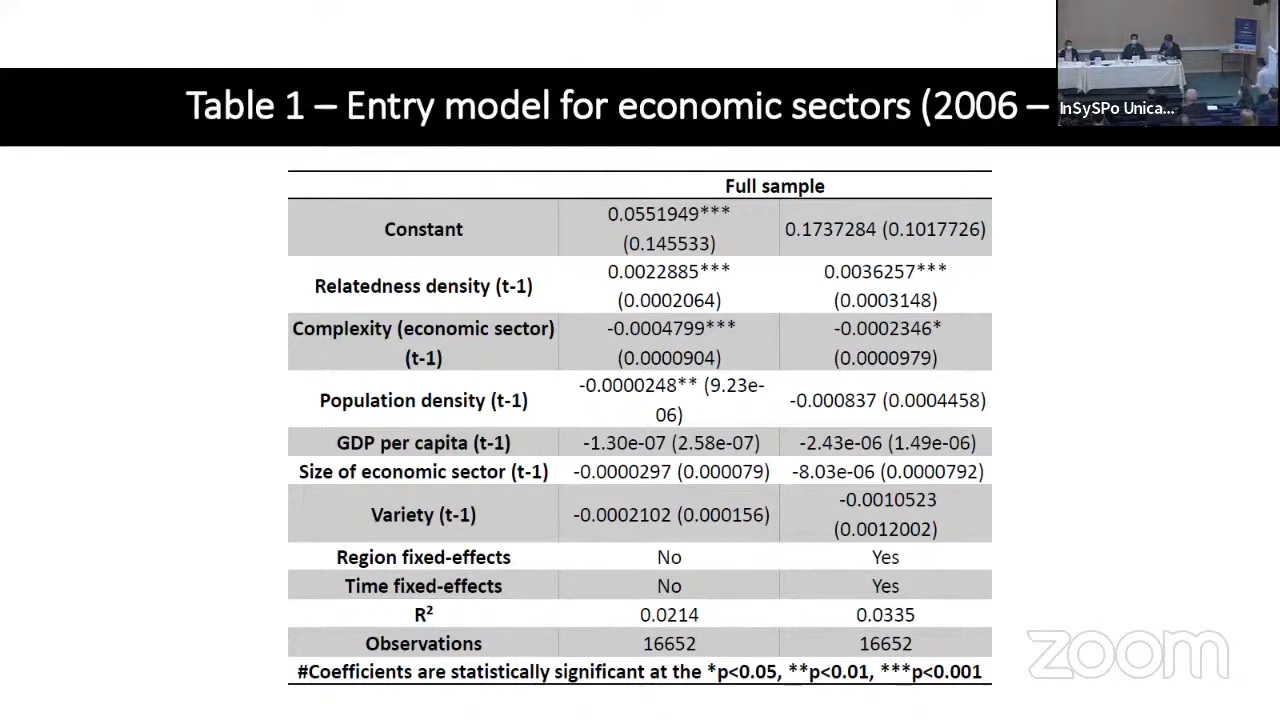 Table 1 – Entry model for economic sectors (2006 –
InSySPo Unica...
Full sample
Constant
0.0551949***
(0.145533)
0.1737284 (0.1017726)
Relatedness density (t-1)
0.0022885***
(0.0002064)
0.0036257***
(0.0003148)
Complexity (economic sector)
(t-1)
-0.0004799***
(0.0000904)
-0.0002346*
(0.0000979)
Population density (t-1)
-0.0000248** (9.23e-
06)
-0.000837 (0.0004458)
GDP per capita (t-1)
-1.30e-07 (2.58e-07)
-2.43e-06 (1.49e-06)
Size of economic sector (t-1)
-0.0000297 (0.000079)
-8.03e-06 (0.0000792)
Variety (t-1)
-0.0002102 (0.000156)
-0.0010523
(0.0012002)
Region fixed-effects
No
Yes
Time fixed-effects
No
Yes
R²
0.0214
0.0335
Observations
16652
16652
#Coefficients are statistically significant at the *p<0.05, **p<0.01, ***p<0.001
zoom